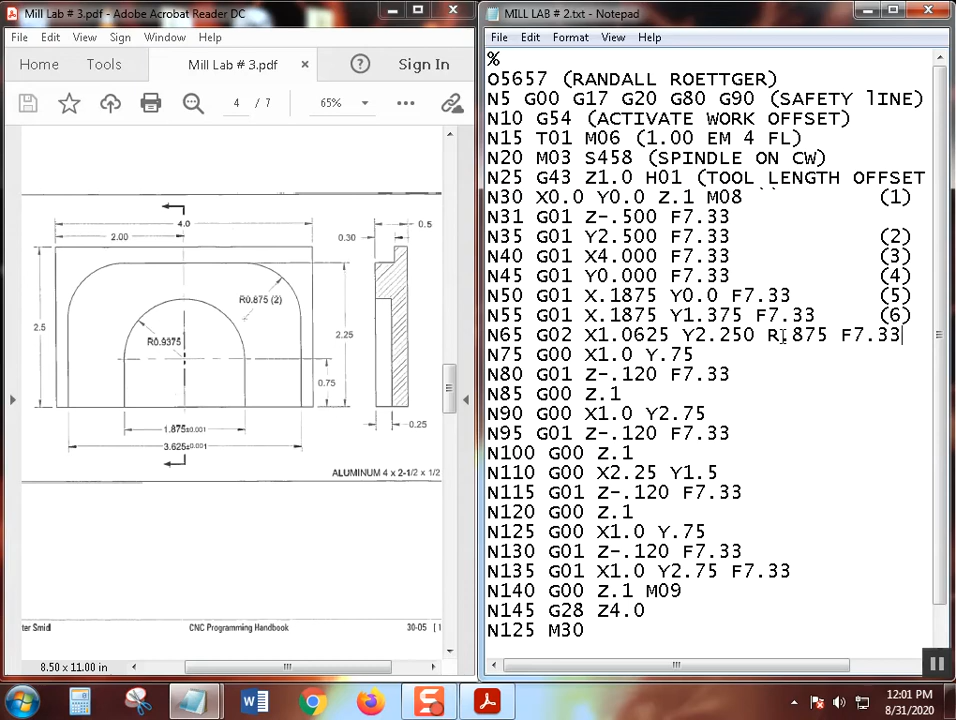 Mill Lab # 3.pdf - Adobe Acrobat Reader DC
File Edit View Sign Window Help
Home Tools Mill Lab # 3.pdf × ? Sign In
4 / 7 65%
4.0
2.00
0.5
0.30
R0.875 (2)
2.5
2.25
R0.9375
0.75
1.875±0.001
0.25
3.625±0.001
ALUMINUM 4 x 2-1/2 x 1/2
ter Smid CNC Programming Handbook 30-05 [ 1
8.50 x 11.00 in
MILL LAB # 2.txt - Notepad
File Edit Format View Help
%
O5657 (RANDALL ROETTGER)
N5 G00 G17 G20 G80 G90 (SAFETY lINE)
N10 G54 (ACTIVATE WORK OFFSET)
N15 T01 M06 (1.00 EM 4 FL)
N20 M03 S458 (SPINDLE ON CW)
N25 G43 Z1.0 H01 (TOOL LENGTH OFFSET
N30 X0.0 Y0.0 Z.1 M08 `` (1)
N31 G01 Z-.500 F7.33
N35 G01 Y2.500 F7.33 (2)
N40 G01 X4.000 F7.33 (3)
N45 G01 Y0.000 F7.33 (4)
N50 G01 X.1875 Y0.0 F7.33 (5)
N55 G01 X.1875 Y1.375 F7.33 (6)
N65 G02 X1.0625 Y2.250 R.875 F7.33
N75 G00 X1.0 Y.75
N80 G01 Z-.120 F7.33
N85 G00 Z.1
N90 G00 X1.0 Y2.75
N95 G01 Z-.120 F7.33
N100 G00 Z.1
N110 G00 X2.25 Y1.5
N115 G01 Z-.120 F7.33
N120 G00 Z.1
N125 G00 X1.0 Y.75
N130 G01 Z-.120 F7.33
N135 G01 X1.0 Y2.75 F7.33
N140 G00 Z.1 M09
N145 G28 Z4.0
N125 M30
12:01 PM
8/31/2020